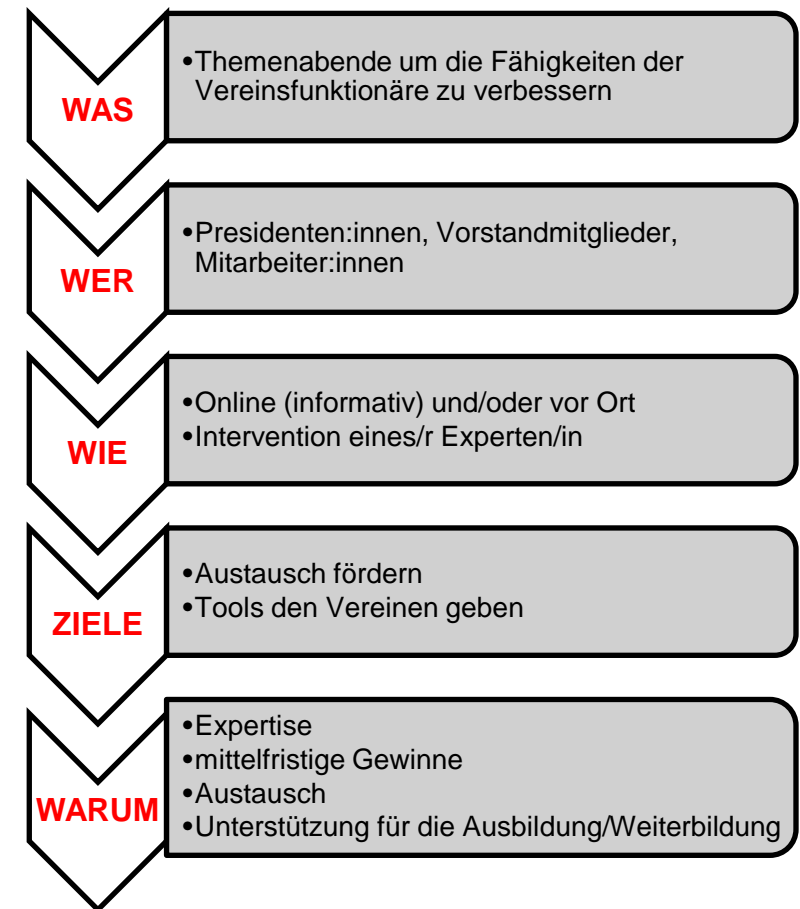 WAS
•Themenabende um die Fähigkeiten der
Vereinsfunktionäre zu verbessern
WER
•Presidenten:innen, Vorstandmitglieder,
Mitarbeiter:innen
WIE
•Online (informativ) und/oder vor Ort
•Intervention eines/r Experten/in
ZIELE
•Austausch fördern
•Tools den Vereinen geben
WARUM
•Expertise
•mittelfristige Gewinne
•Austausch
•Unterstützung für die Ausbildung/Weiterbildung